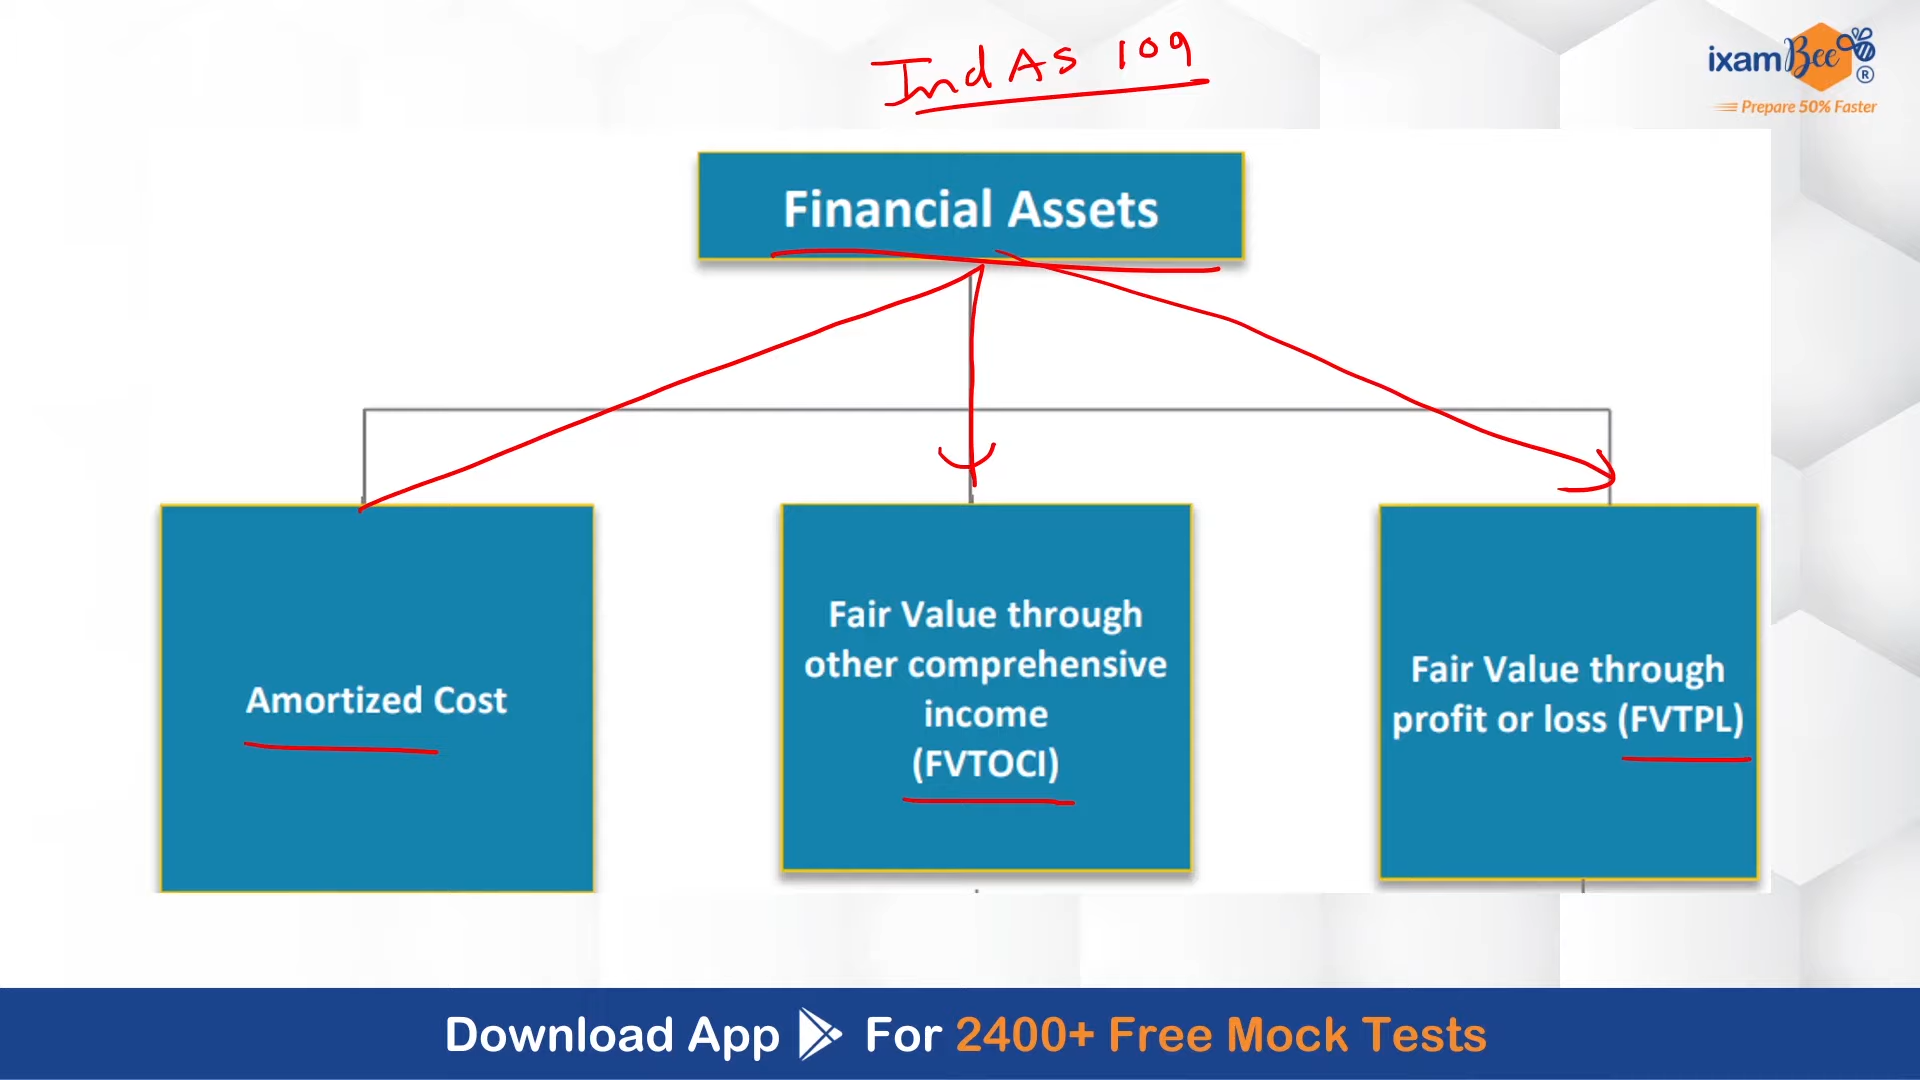 Ind AS 109
ixamBee
®
Prepare 50% Faster
Financial Assets
Amortized Cost
Fair Value through
other comprehensive
income
(FVTOCI)
Fair Value through
profit or loss (FVTPL)
Download App For 2400+ Free Mock Tests